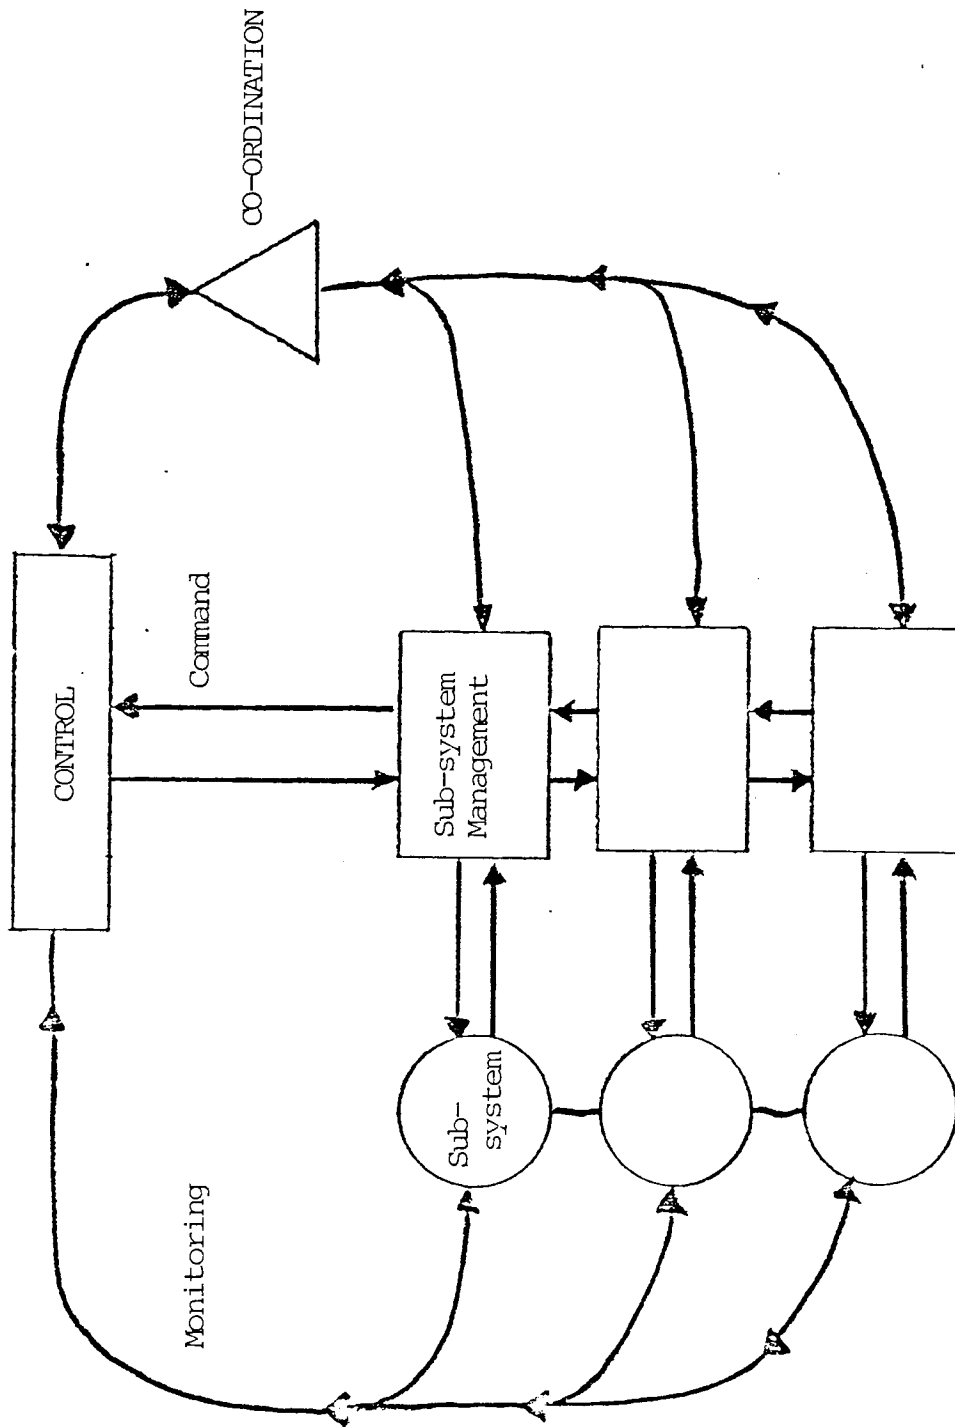 CONTROL
CO-ORDINATION
Command
Monitoring
Sub-system
Management
Sub-
system